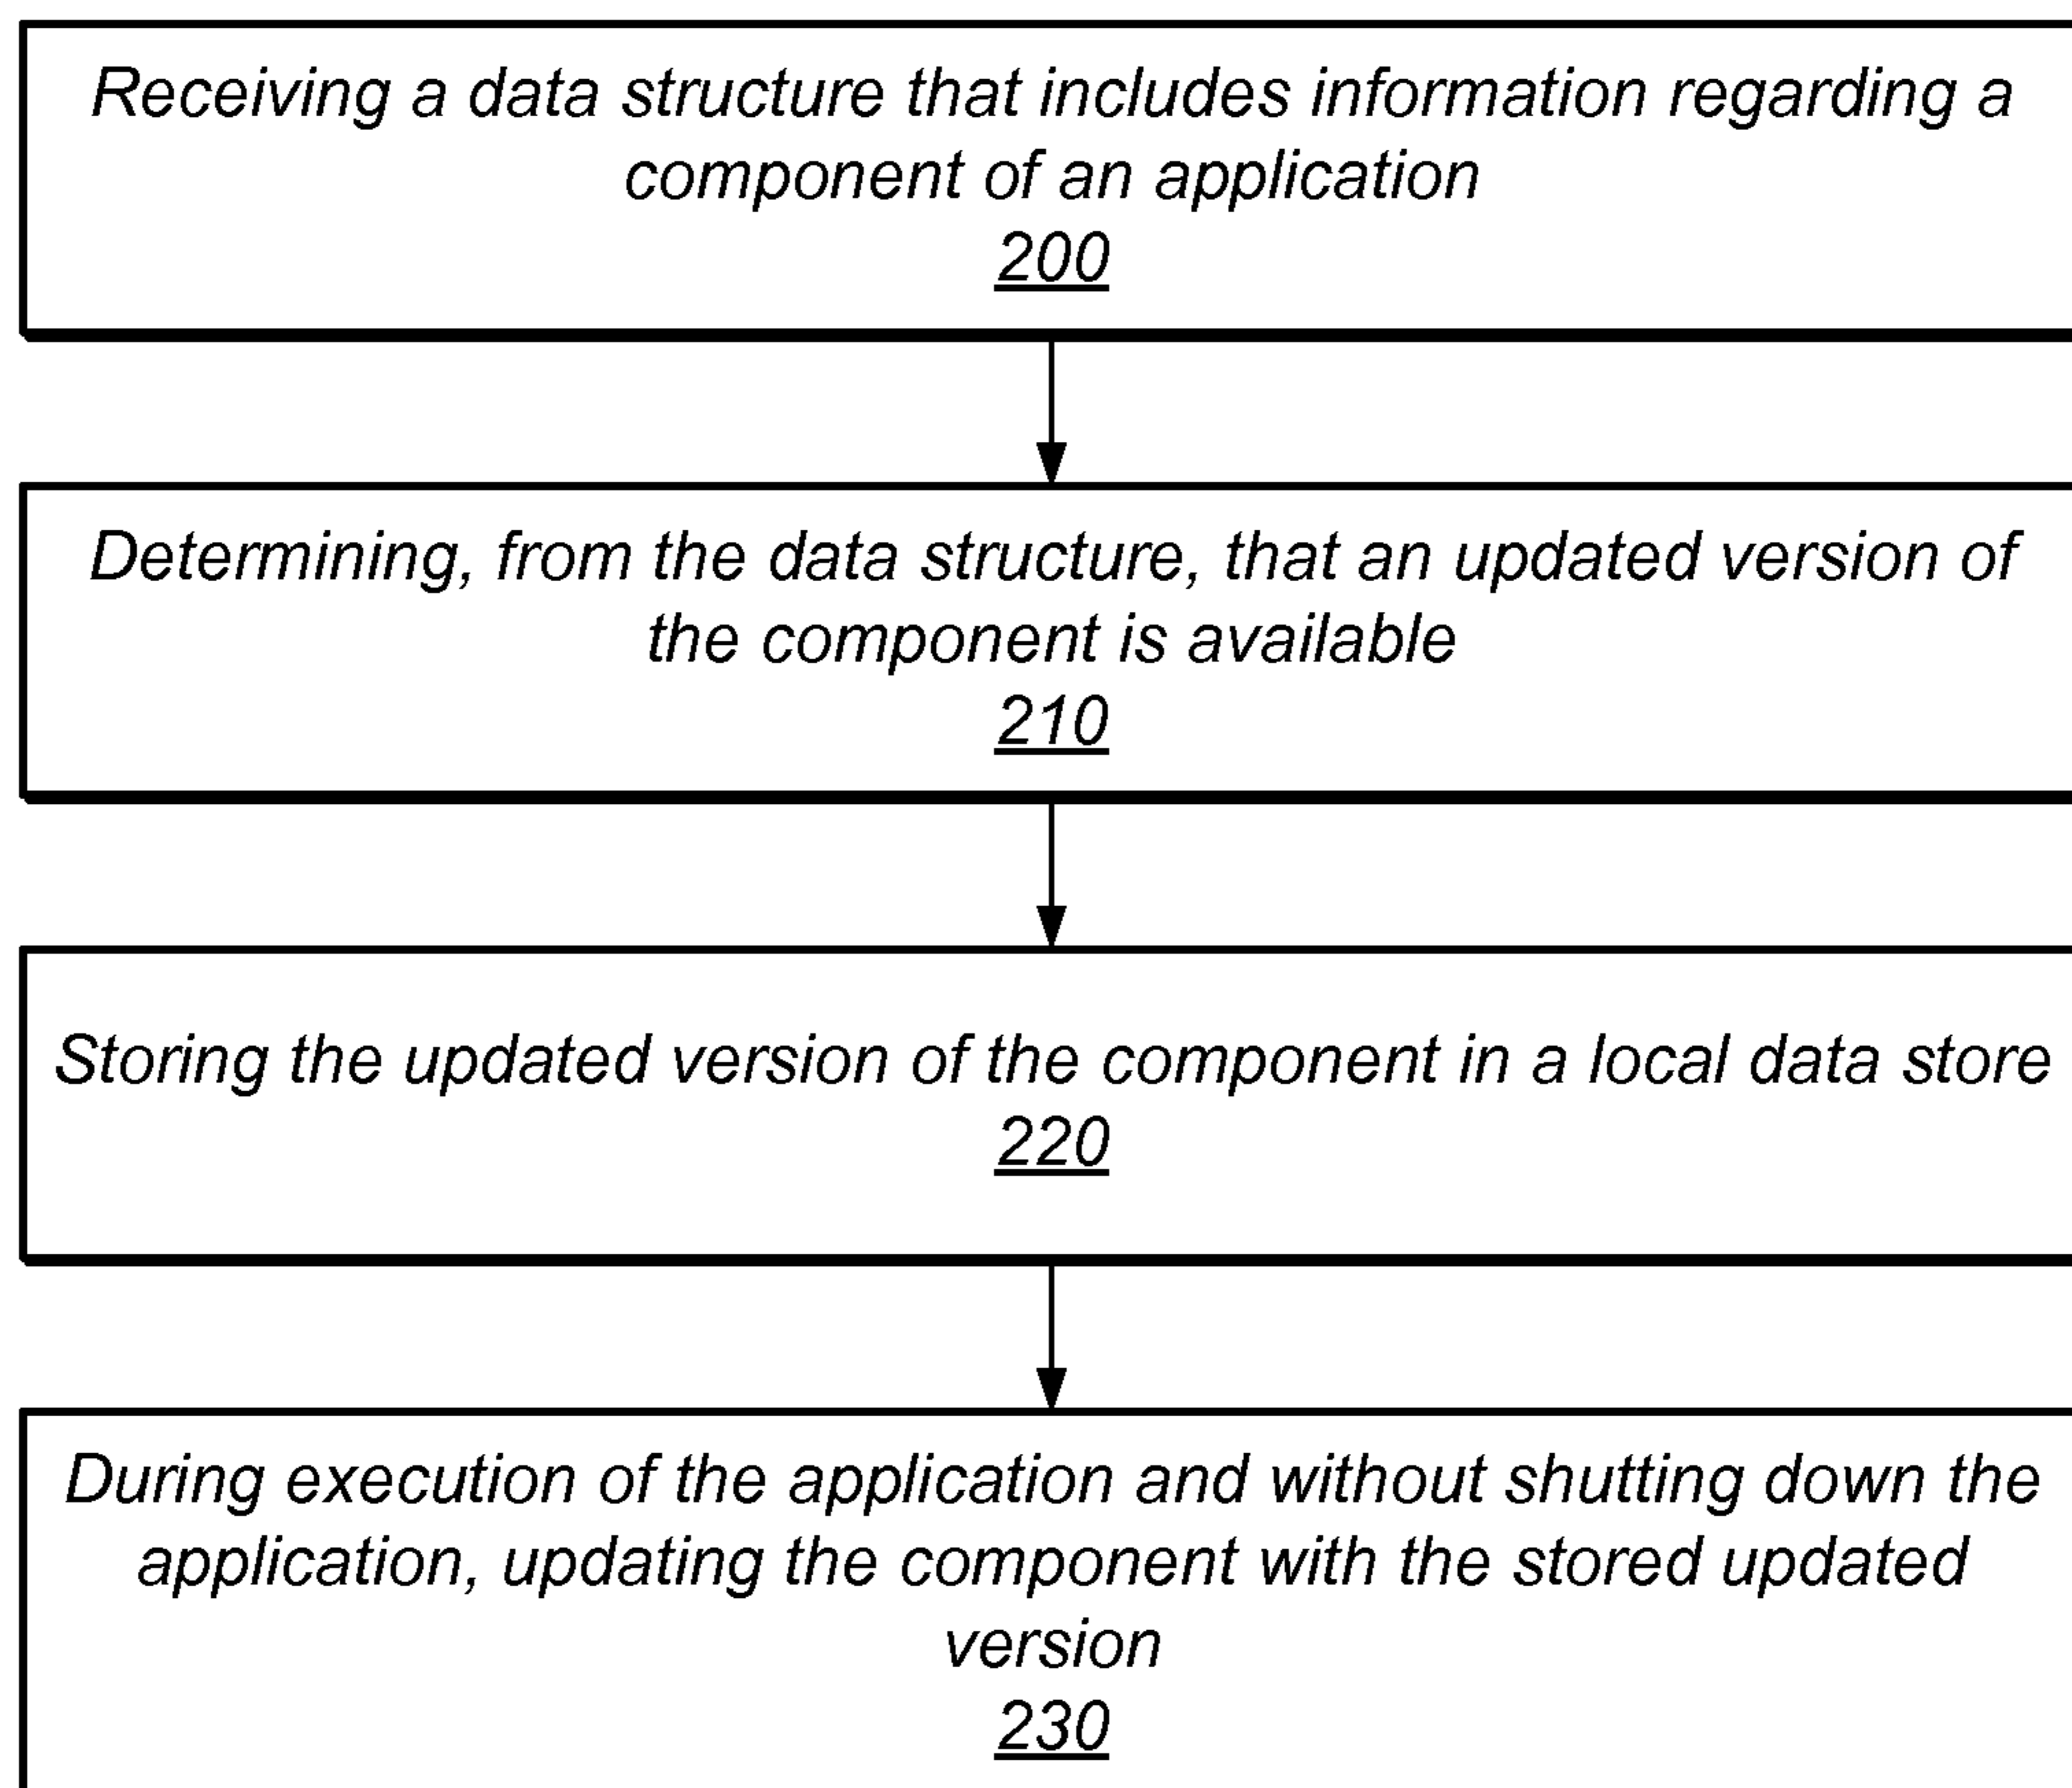 Receiving a data structure that includes information regarding a
component of an application
200
Determining, from the data structure, that an updated version of
the component is available
210
Storing the updated version of the component in a local data store
220
During execution of the application and without shutting down the
application, updating the component with the stored updated
version
230